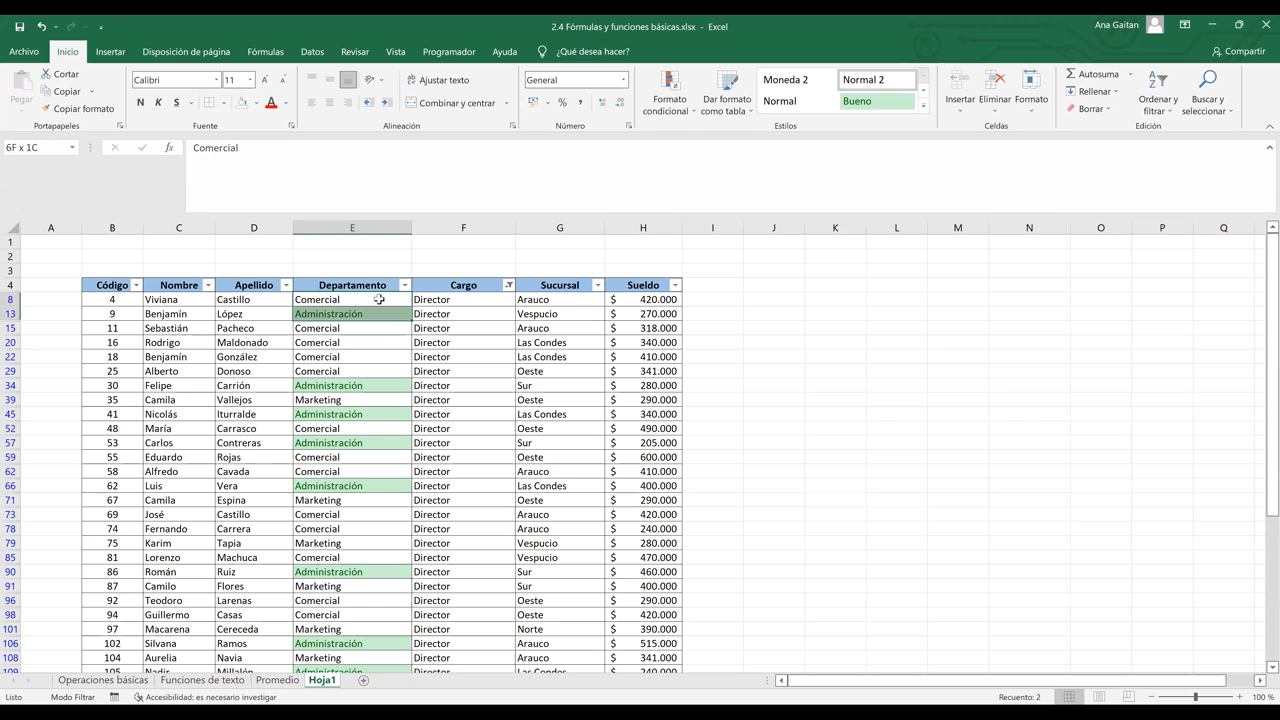 2.4 Fórmulas y funciones básicas.xlsx - Excel
Ana Gaitan
Archivo Inicio Insertar Disposición de página Fórmulas Datos Revisar Vista Programador Ayuda ¿Qué desea hacer? Compartir
Pegar Cortar Copiar Copiar formato
Portapapeles
Calibri 11
N K S
Fuente
Ajustar texto
Combinar y centrar
Alineación
General
$ % 000
Número
Formato condicional
Dar formato como tabla
Moneda 2 Normal 2
Normal Bueno
Estilos
Insertar Eliminar Formato
Celdas
Autosuma
Rellenar
Borrar
Ordenar y filtrar
Buscar y seleccionar
Edición
6F x 1C fx Comercial
A B C D E F G H I J K L M N O P Q
1
2
3
4 Código Nombre Apellido Departamento Cargo Sucursal Sueldo
8 4 Viviana Castillo Comercial Director Arauco $ 420.000
13 9 Benjamín López Administración Director Vespucio $ 270.000
15 11 Sebastián Pacheco Comercial Director Arauco $ 318.000
20 16 Rodrigo Maldonado Comercial Director Las Condes $ 340.000
22 18 Benjamín González Comercial Director Las Condes $ 410.000
29 25 Alberto Donoso Comercial Director Oeste $ 341.000
34 30 Felipe Carrión Administración Director Sur $ 280.000
39 35 Camila Vallejos Marketing Director Oeste $ 290.000
45 41 Nicolás Iturralde Administración Director Las Condes $ 340.000
52 48 María Carrasco Comercial Director Oeste $ 490.000
57 53 Carlos Contreras Administración Director Sur $ 205.000
59 55 Eduardo Rojas Comercial Director Oeste $ 600.000
62 58 Alfredo Cavada Comercial Director Arauco $ 410.000
66 62 Luis Vera Administración Director Las Condes $ 400.000
71 67 Camila Espina Marketing Director Oeste $ 290.000
73 69 José Castillo Comercial Director Arauco $ 420.000
78 74 Fernando Carrera Comercial Director Arauco $ 240.000
79 75 Karim Tapia Marketing Director Vespucio $ 280.000
85 81 Lorenzo Machuca Comercial Director Vespucio $ 470.000
90 86 Román Ruiz Administración Director Sur $ 460.000
91 87 Camilo Flores Marketing Director Sur $ 400.000
96 92 Teodoro Larenas Comercial Director Oeste $ 290.000
98 94 Guillermo Casas Comercial Director Oeste $ 420.000
101 97 Macarena Cereceda Marketing Director Norte $ 390.000
106 102 Silvana Ramos Administración Director Arauco $ 515.000
108 104 Aurelia Navia Marketing Director Arauco $ 341.000
109 105 Nadir Millalén Administración Director Arauco $ 240.000
Operaciones básicas Funciones de texto Promedio Hoja1
Listo Modo Filtrar Accesibilidad: es necesario investigar Recuento: 2 100 %